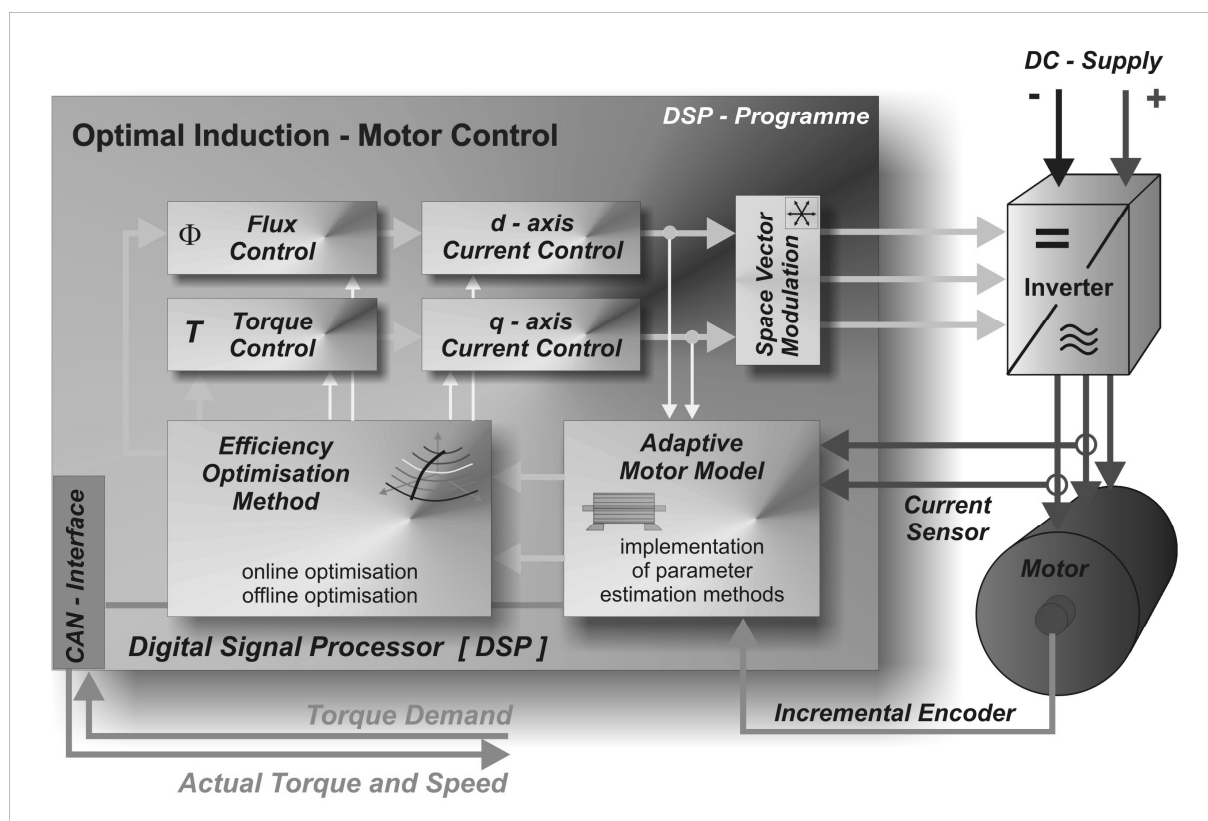 DC - Supply
- +
DSP - Programme
Optimal Induction - Motor Control
Φ
Flux
Control
d - axis
Current Control
Space Vector
Modulation
=
Inverter
T
Torque
Control
q - axis
Current Control
Efficiency
Optimisation
Method
online optimisation
offline optimisation
Adaptive
Motor Model
implementation
of parameter
estimation methods
Current
Sensor
Motor
CAN - Interface
Digital Signal Processor [ DSP ]
Torque Demand
Incremental Encoder
Actual Torque and Speed